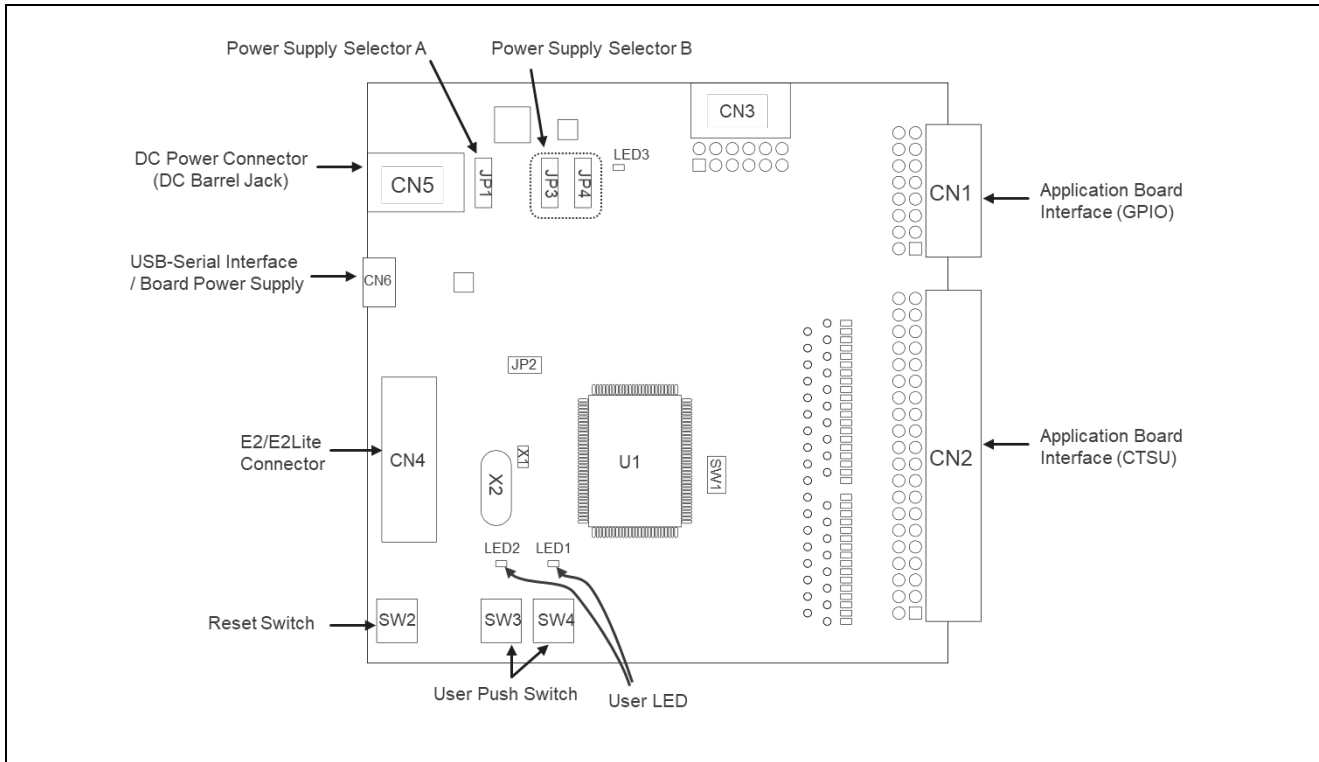 Power Supply Selector A
Power Supply Selector B
CN3
LED3
DC Power Connector
(DC Barrel Jack)
CN5
JP1
JP3
JP4
CN1
Application Board
Interface (GPIO)
USB-Serial Interface
/ Board Power Supply
CN6
JP2
E2/E2Lite
Connector
CN4
X2
X1
U1
SW1
CN2
Application Board
Interface (CTSU)
LED2
LED1
Reset Switch
SW2
SW3
SW4
User Push Switch
User LED